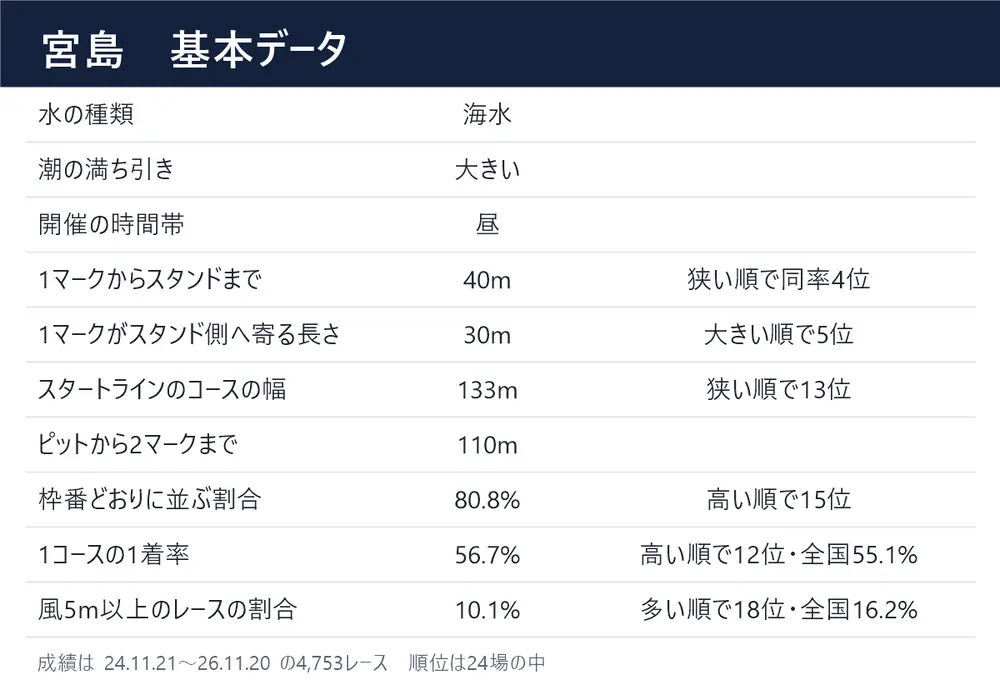 宮島 基本データ
水の種類 海水
潮の満ち引き 大きい
開催の時間帯 昼
1マークからスタンドまで 40m 狭い順で同率4位
1マークがスタンド側へ寄る長さ 30m 大きい順で5位
スタートラインのコースの幅 133m 狭い順で13位
ピットから2マークまで 110m
枠番どおりに並ぶ割合 80.8% 高い順で15位
1コースの1着率 56.7% 高い順で12位・全国55.1%
風5m以上のレースの割合 10.1% 多い順で18位・全国16.2%
成績は 24.11.21～26.11.20 の4,753レース 順位は24場の中